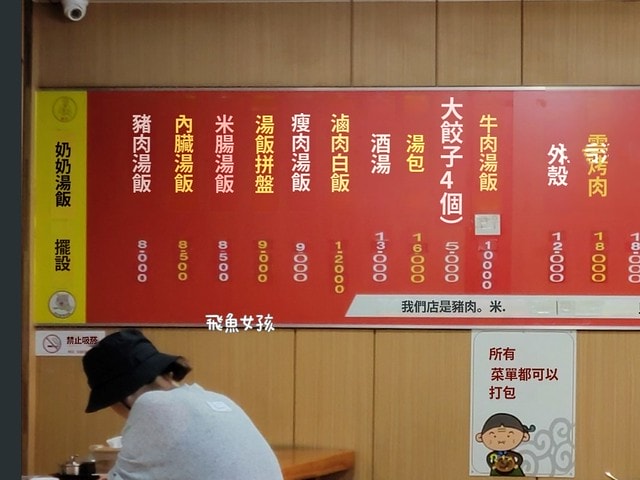 奶奶湯飯
擺設
豬肉湯飯
8000
內臟湯飯
8500
米腸湯飯
8500
湯飯拼盤
9000
瘦肉湯飯
9000
滷肉白飯
12000
酒湯
13000
湯包
16000
大餃子4個)
5000
牛肉湯飯
10000
外殼
12000
烤肉
18000
我們店是豬肉。米.
飛魚女孩
禁止吸菸
所有
菜單都可以
打包